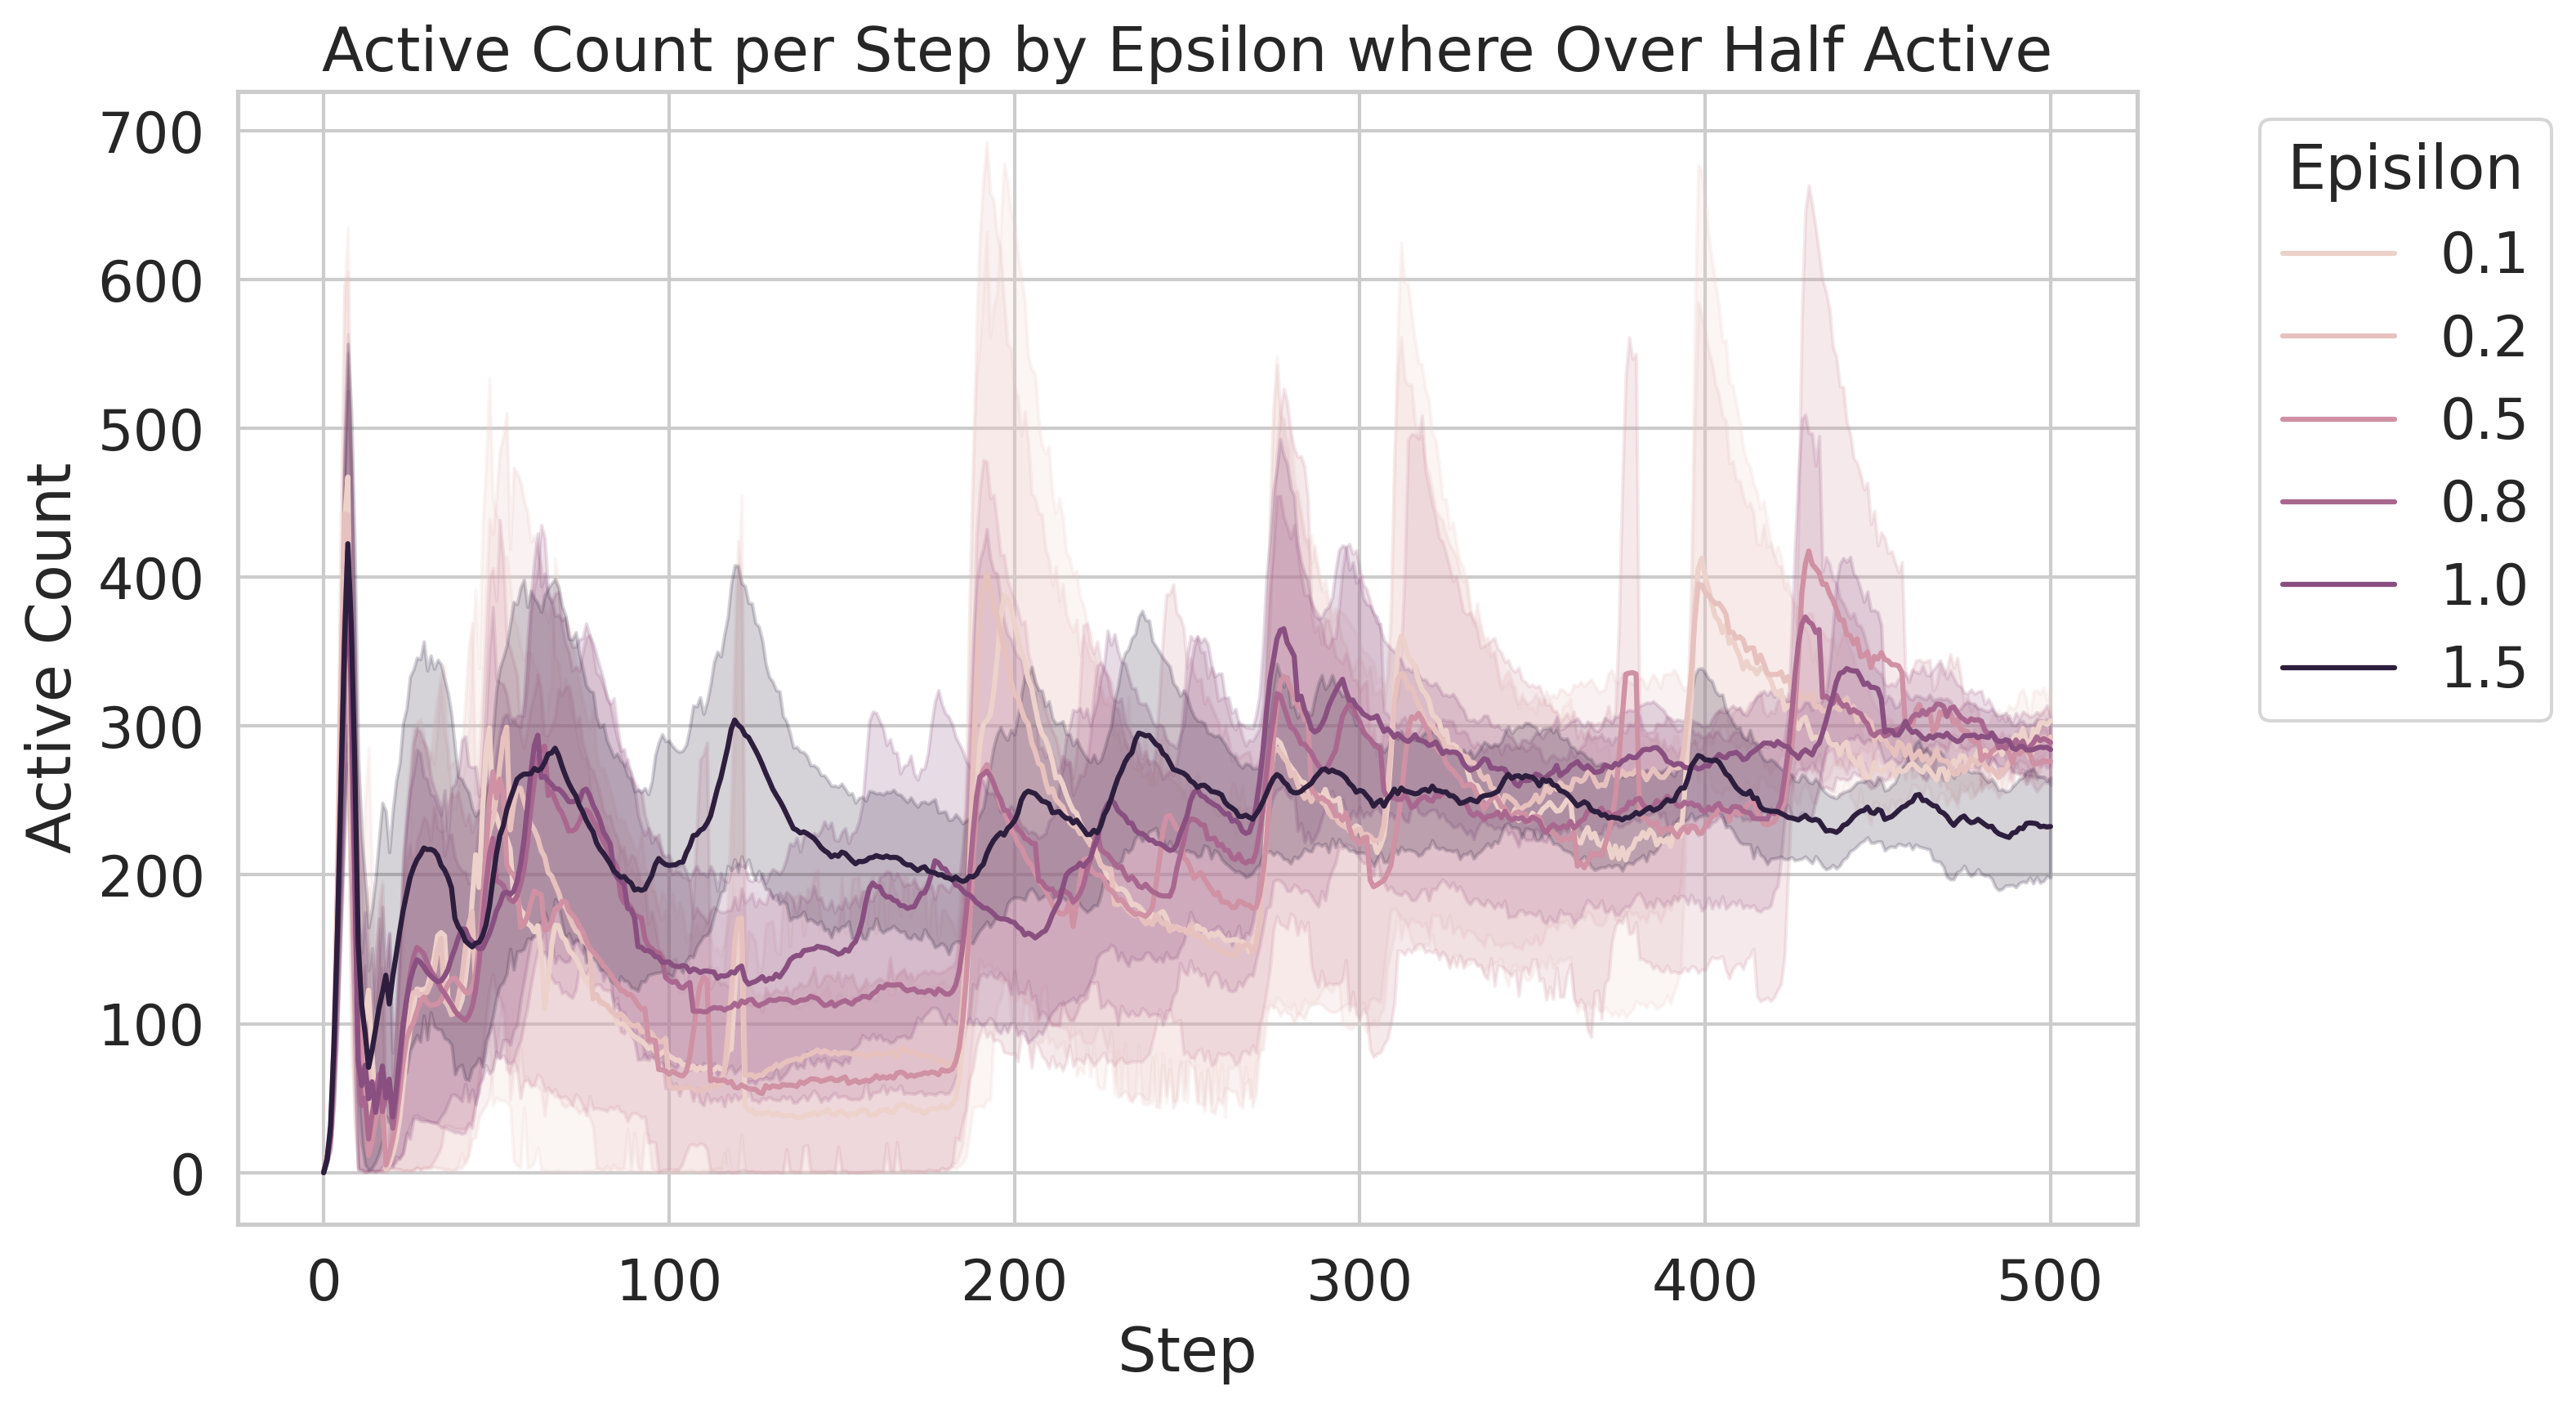 Active Count per Step by Epsilon where Over Half Active
700
600
500
400
300
200
100
0
Active Count
0 100 200 300 400 500
Step
Episilon
0.1
0.2
0.5
0.8
1.0
1.5